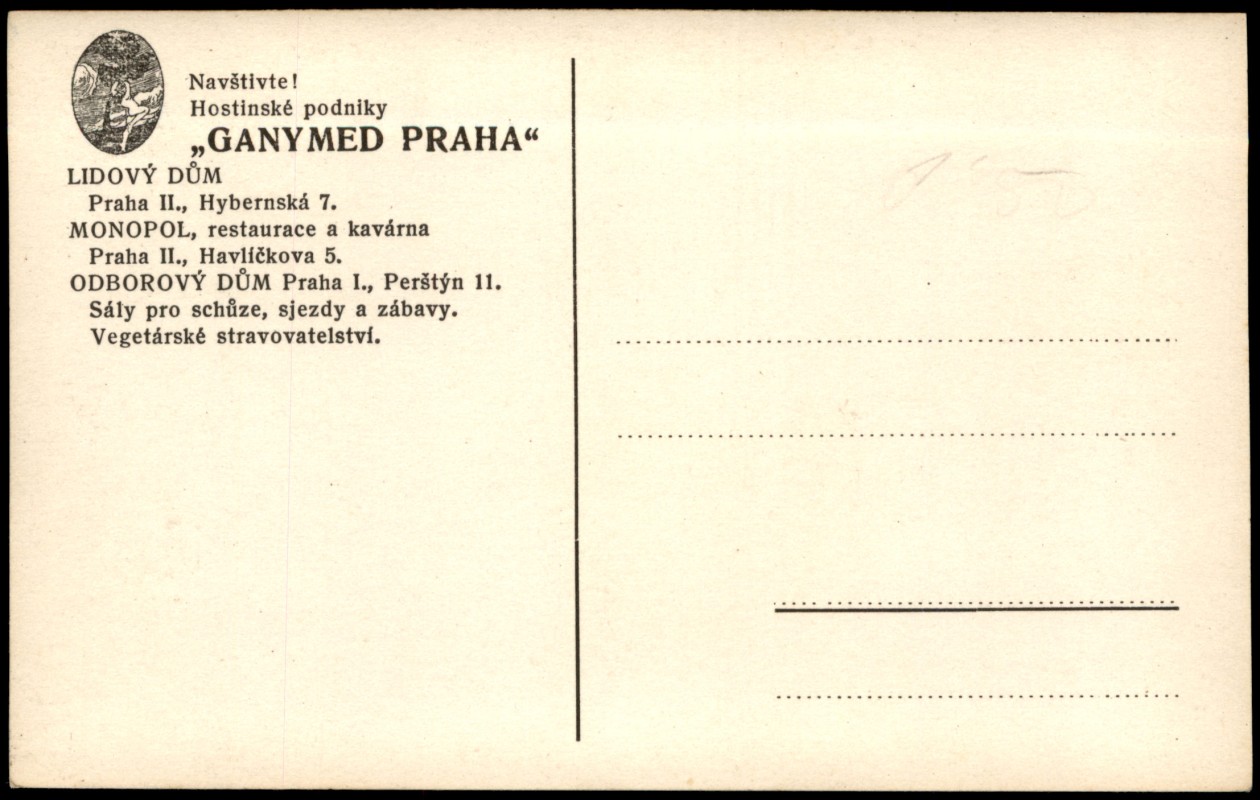 Navštivte!
Hostinské podniky
„GANYMED PRAHA“
LIDOVÝ DŮM
Praha II., Hybernská 7.
MONOPOL, restaurace a kavárna
Praha II., Havlíčkova 5.
ODBOROVÝ DŮM Praha I., Perštýn 11.
Sály pro schůze, sjezdy a zábavy.
Vegetárské stravovatelství.